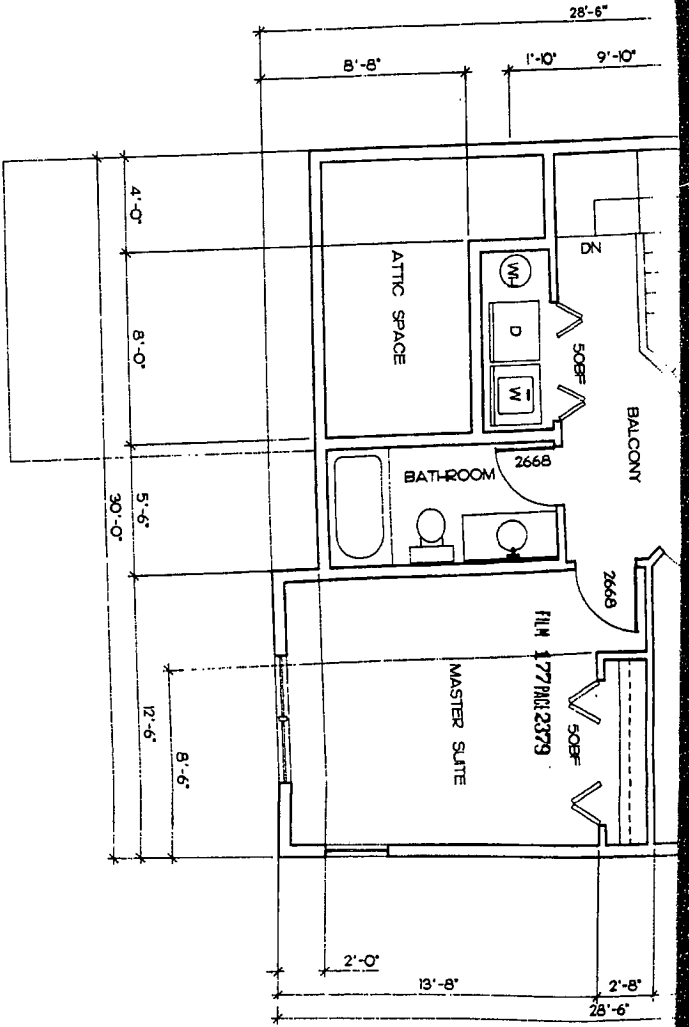 28'-6"
8'-8"
1'-10"
9'-10"
4'-0"
8'-0"
5'-6"
30'-0"
12'-6"
8'-6"
ATTIC SPACE
WH
D
W
DN
50BF
BALCONY
BATHROOM
2668
2668
FILM 177 PAGE 2379
50BF
MASTER SUITE
2'-0"
13'-8"
2'-8"
28'-6"